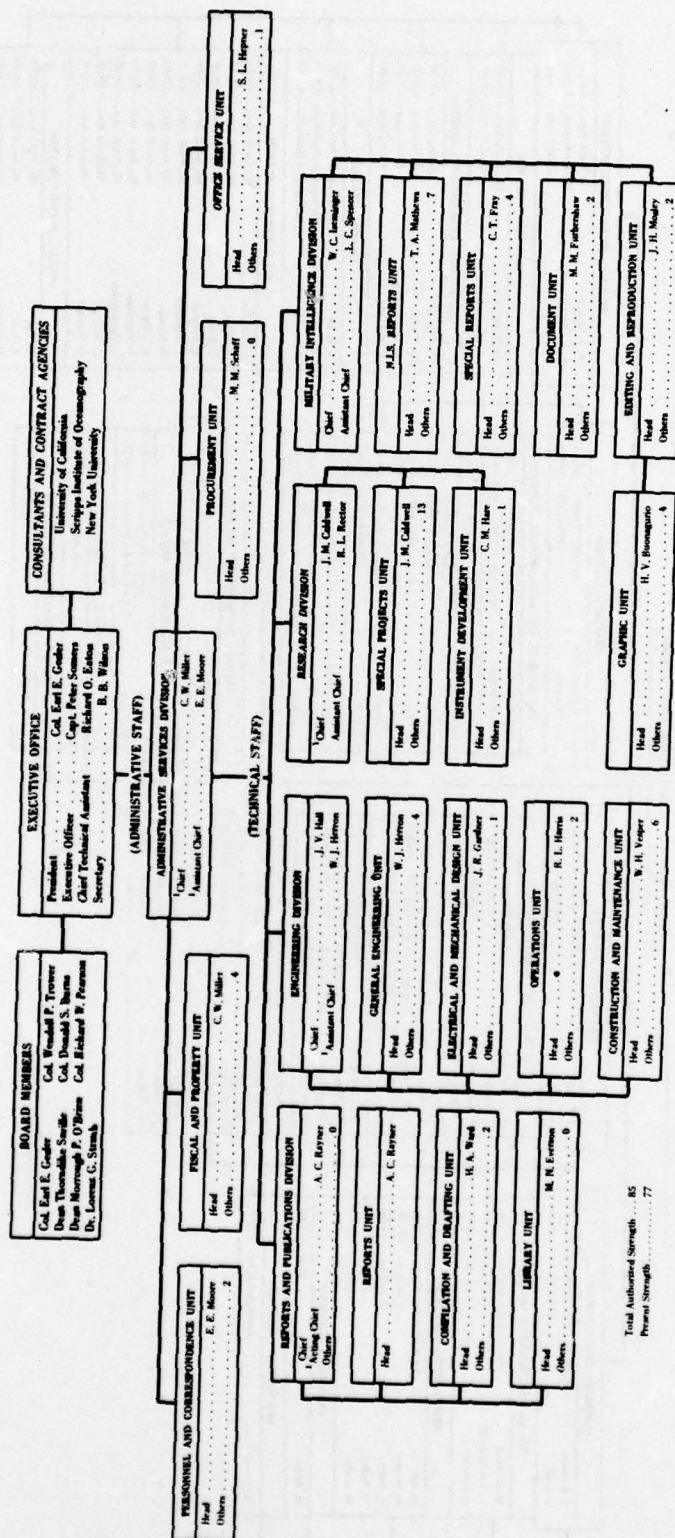 BOARD MEMBERS
Col. Earl E. Gesler Col. Wendell P. Trower
Dean Thorndike Saville Col. Donald S. Burns
Dean Morrough P. O'Brien Col. Richard W. Pearson
Dr. Lorenz G. Straub
EXECUTIVE OFFICE
President . . . . . . . . Col. Earl E. Gesler
Executive Officer . . . . . Capt. Peter Somers
Chief Technical Assistant . . . Richard O. Eaton
Secretary . . . . . . . . . . B. B. Wilson
CONSULTANTS AND CONTRACT AGENCIES
University of California
Scripps Institute of Oceanography
New York University
(ADMINISTRATIVE STAFF)
ADMINISTRATIVE SERVICES DIVISION
1Chief . . . . . . . . . . C. W. Miller
1Assistant Chief . . . . . . E. E. Moore
PERSONNEL AND CORRESPONDENCE UNIT
Head . . . . . . . . . . E. E. Moore
Others . . . . . . . . . . 2
FISCAL AND PROPERTY UNIT
Head . . . . . . . . . . C. W. Miller
Others . . . . . . . . . . 4
PROCUREMENT UNIT
Head . . . . . . . . . . M. M. Schaff
Others . . . . . . . . . . 0
OFFICE SERVICE UNIT
Head . . . . . . . . . . S. L. Hepner
Others . . . . . . . . . . 1
(TECHNICAL STAFF)
REPORTS AND PUBLICATIONS DIVISION
Chief
1Acting Chief . . . . . . . A. C. Rayner
Others . . . . . . . . . . 0
REPORTS UNIT
Head . . . . . . . . . . A. C. Rayner
COMPILATION AND DRAFTING UNIT
Head . . . . . . . . . . H. A. Ward
Others . . . . . . . . . . 2
LIBRARY UNIT
Head . . . . . . . . . . M. N.
Others . . . . . . . . . . 0
ENGINEERING DIVISION
Chief . . . . . . . . . . J. V. Hall
1Assistant Chief . . . . . . W. J. Herron
GENERAL ENGINEERING UNIT
Head . . . . . . . . . . W. J. Herron
Others . . . . . . . . . . 4
ELECTRICAL AND MECHANICAL DESIGN UNIT
Head . . . . . . . . . . J. R. Gardner
Others . . . . . . . . . . 1
OPERATIONS UNIT
Head . . . . . . . . . . R. L. Harris
Others . . . . . . . . . . 2
CONSTRUCTION AND MAINTENANCE UNIT
Head . . . . . . . . . . W. H. Vesper
Others . . . . . . . . . . 6
RESEARCH DIVISION
1Chief . . . . . . . . . . J. M. Caldwell
Assistant Chief . . . . . . R. L. Rector
SPECIAL PROJECTS UNIT
Head . . . . . . . . . . J. M. Caldwell
Others . . . . . . . . . . 13
INSTRUMENT DEVELOPMENT UNIT
Head . . . . . . . . . . C. M. Hare
Others . . . . . . . . . . 1
MILITARY INTELLIGENCE DIVISION
Chief . . . . . . . . . . W. C. Iseminger
Assistant Chief . . . . . . L. C. Spencer
N.I.S. REPORTS UNIT
Head . . . . . . . . . . T. A. Mathews
Others . . . . . . . . . . 7
SPECIAL REPORTS UNIT
Head . . . . . . . . . . C. T. Fray
Others . . . . . . . . . . 4
DOCUMENT UNIT
Head . . . . . . . . . . M. M. Furbershaw
Others . . . . . . . . . . 2
EDITING AND REPRODUCTION UNIT
Head . . . . . . . . . . J. H. Mosley
Others . . . . . . . . . . 2
GRAPHIC UNIT
Head . . . . . . . . . . H. V. Buonagurio
Others . . . . . . . . . . 4
Total Authorized Strength . . . 85
Present Strength . . . . . . . 77